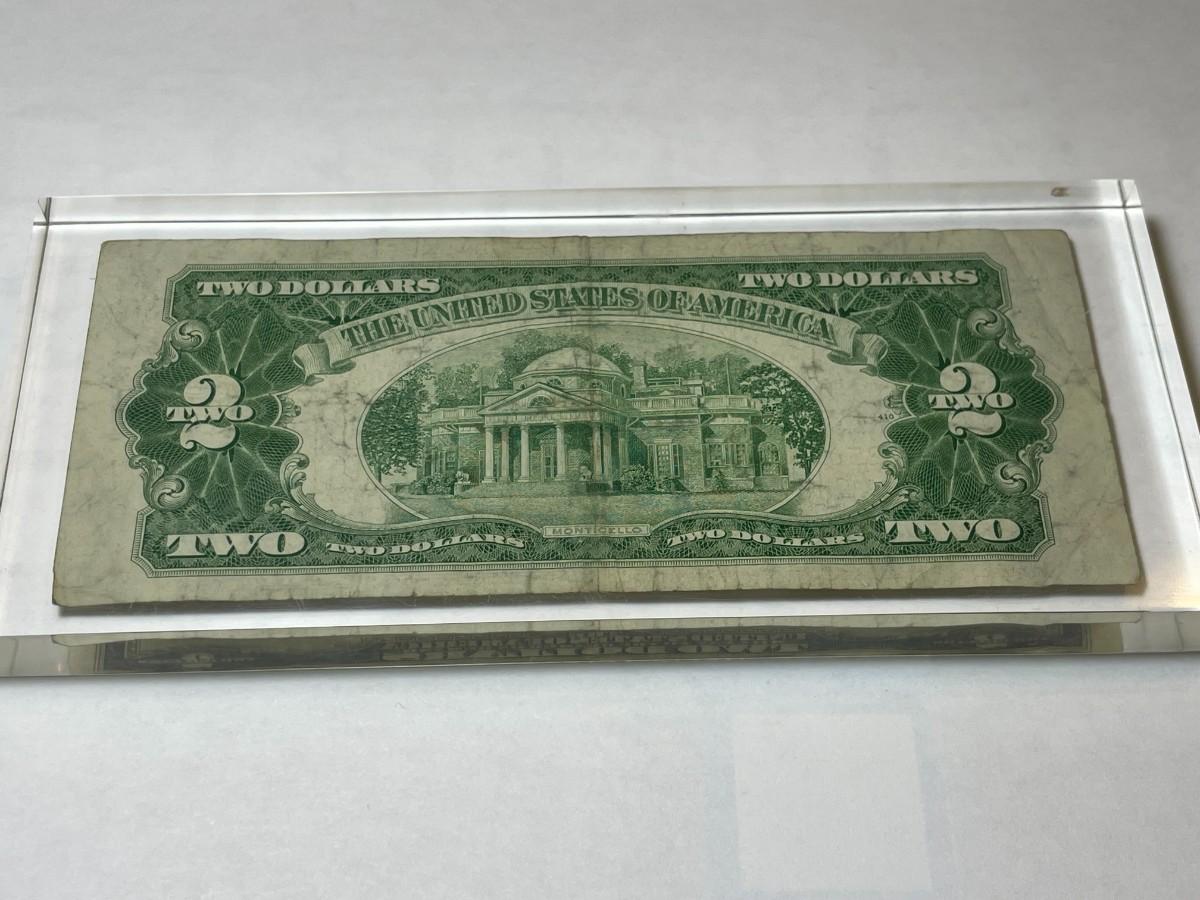 TWO DOLLARS TWO DOLLARS
THE UNITED STATES OF AMERICA
2 2
TWO TWO
410
MONTICELLO
TWO TWO DOLLARS TWO DOLLARS TWO